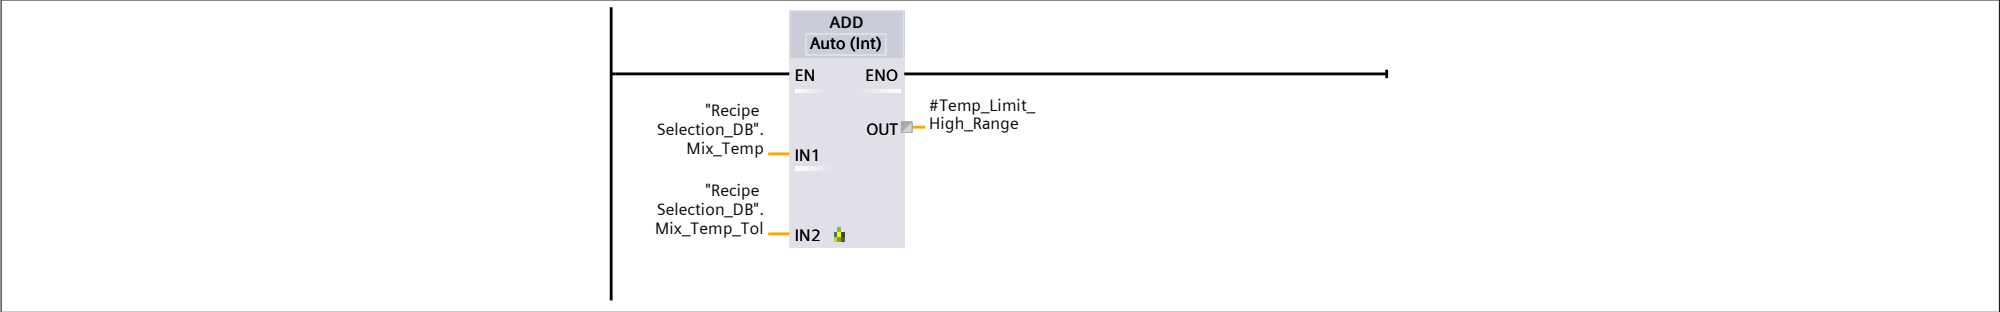 ADD
Auto (Int)
EN
ENO
"Recipe
Selection_DB".
Mix_Temp
IN1
OUT
#Temp_Limit_
High_Range
"Recipe
Selection_DB".
Mix_Temp_Tol
IN2